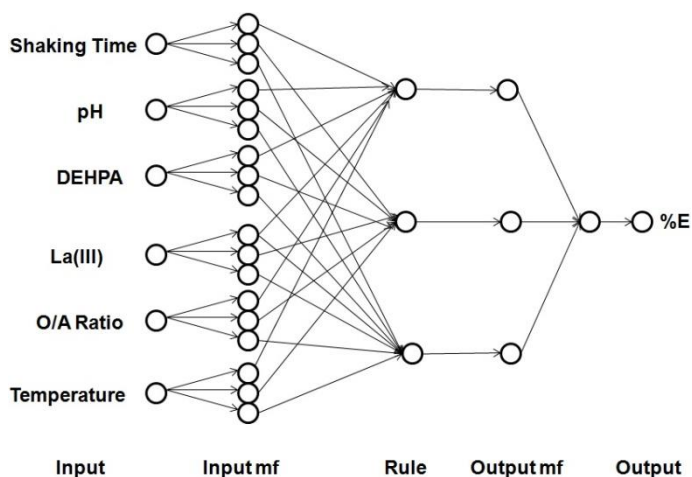 Shaking Time
pH
DEHPA
La(III)
O/A Ratio
Temperature
%E
Input
Input mf
Rule
Output mf
Output